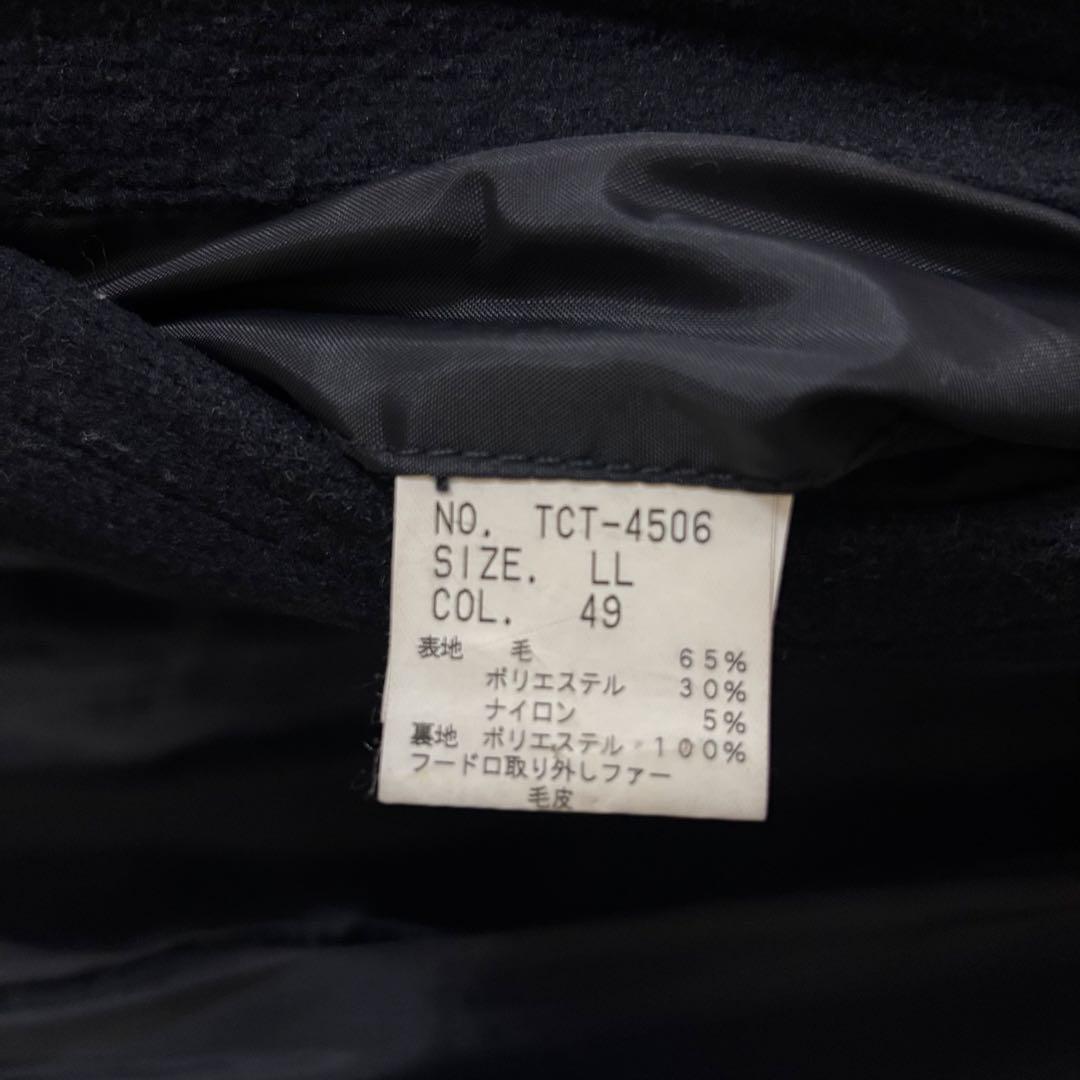 NO. TCT-4506
SIZE. LL
COL. 49
表地 毛 65%
ポリエステル 30%
ナイロン 5%
裏地 ポリエステル 100%
フード口取り外しファー
毛皮